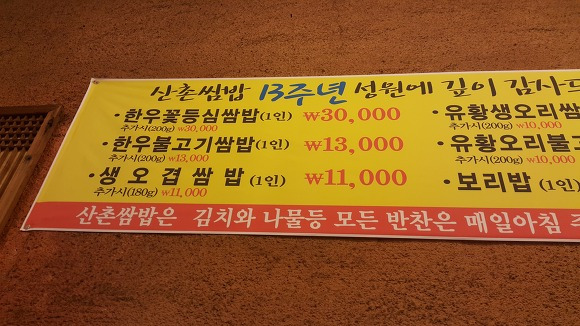 산촌쌈밥 13주년 성원에 깊이 감사드
·한우꽃등심쌈밥(1인) ₩30,000
추가시(200g) ₩30,000
·한우불고기쌈밥(1인) ₩13,000
추가시(200g) ₩13,000
·생오겹쌈밥(1인) ₩11,000
추가시(180g) ₩11,000
·유황생오리쌈
추가시(200g) ₩10,000
·유황오리불고
추가시(200g) ₩10,000
·보리밥 (1인)
산촌쌈밥은 김치와 나물등 모든 반찬은 매일아침